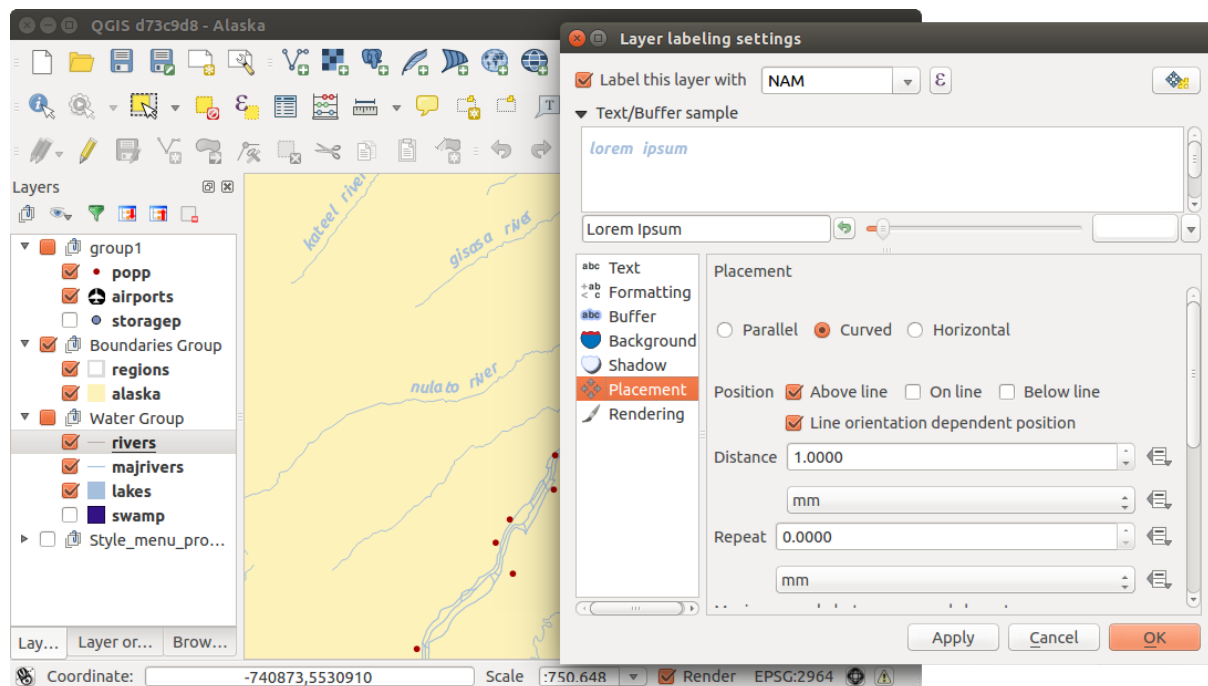 QGIS d73c9d8 - Alaska
Layers
group1
popp
airports
storagep
Boundaries Group
regions
alaska
Water Group
rivers
majrivers
lakes
swamp
Style_menu_pro...
Lay...
Layer or...
Brow...
kateel river
gisasa river
nulato river
Coordinate:
-740873,5530910
Scale
:750.648
Render
EPSG:2964
Layer labeling settings
Label this layer with
NAM
ε
Text/Buffer sample
lorem ipsum
Lorem Ipsum
abc Text
+ab < c Formatting
abc Buffer
Background
Shadow
Placement
Rendering
Placement
Parallel
Curved
Horizontal
Position
Above line
On line
Below line
Line orientation dependent position
Distance
1.0000
mm
Repeat
0.0000
mm
Apply
Cancel
OK